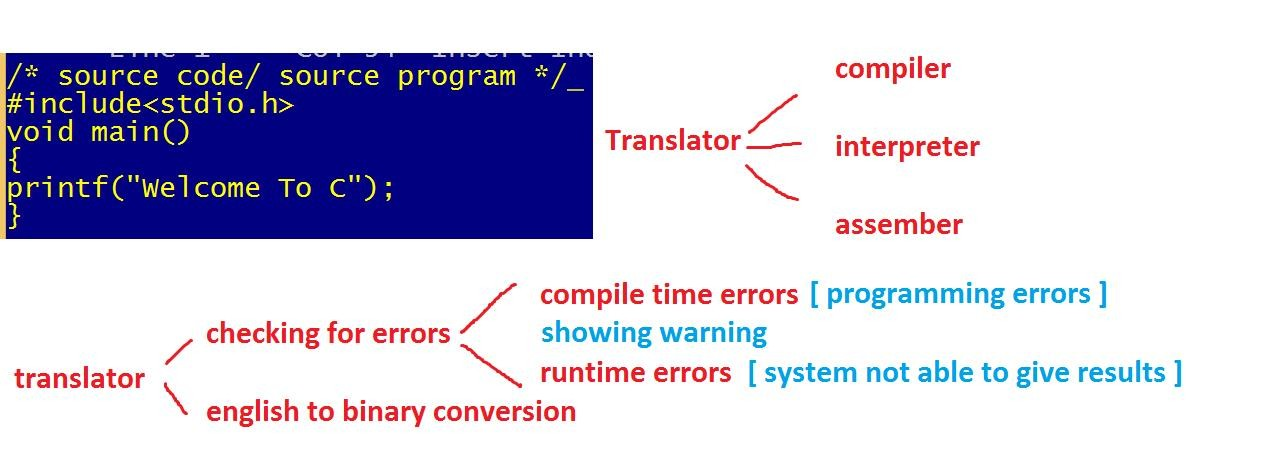 /* source code/ source program */_
#include<stdio.h>
void main()
{
printf("Welcome To C");
}
Translator
compiler
interpreter
assember
translator
checking for errors
english to binary conversion
compile time errors [ programming errors ]
showing warning
runtime errors [ system not able to give results ]